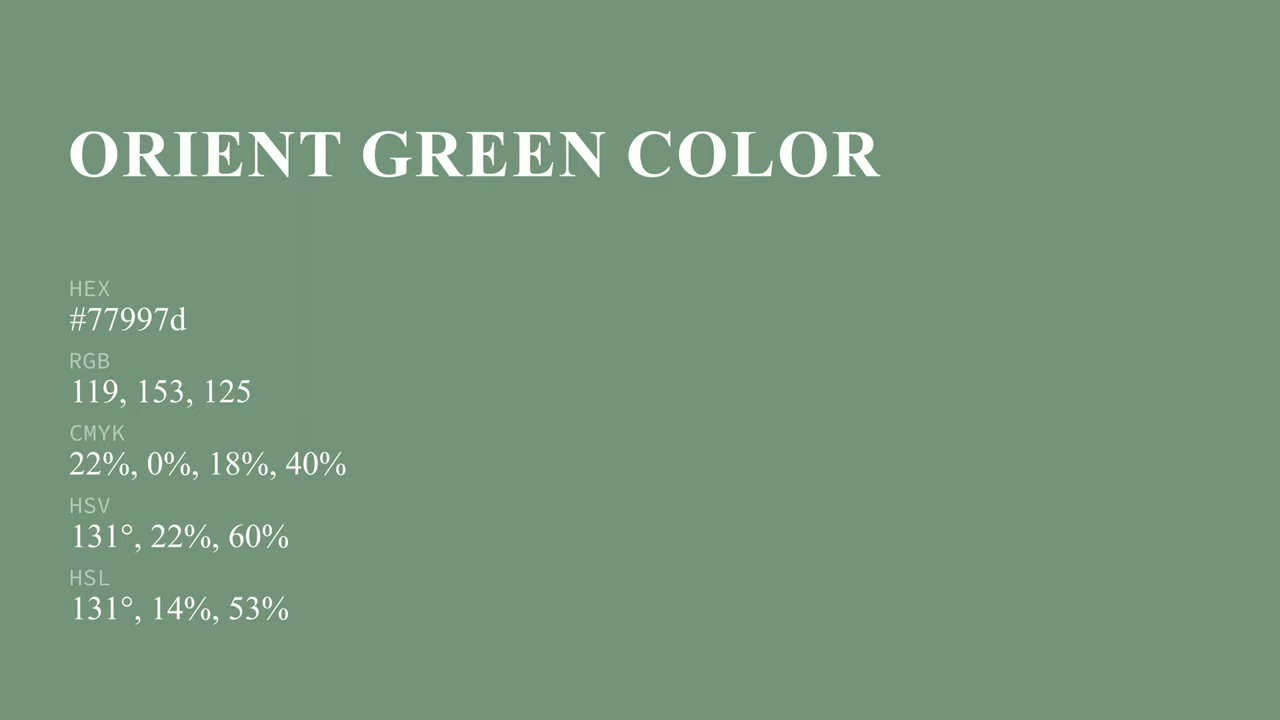 ORIENT GREEN COLOR
HEX
#77997d
RGB
119, 153, 125
CMYK
22%, 0%, 18%, 40%
HSV
131°, 22%, 60%
HSL
131°, 14%, 53%